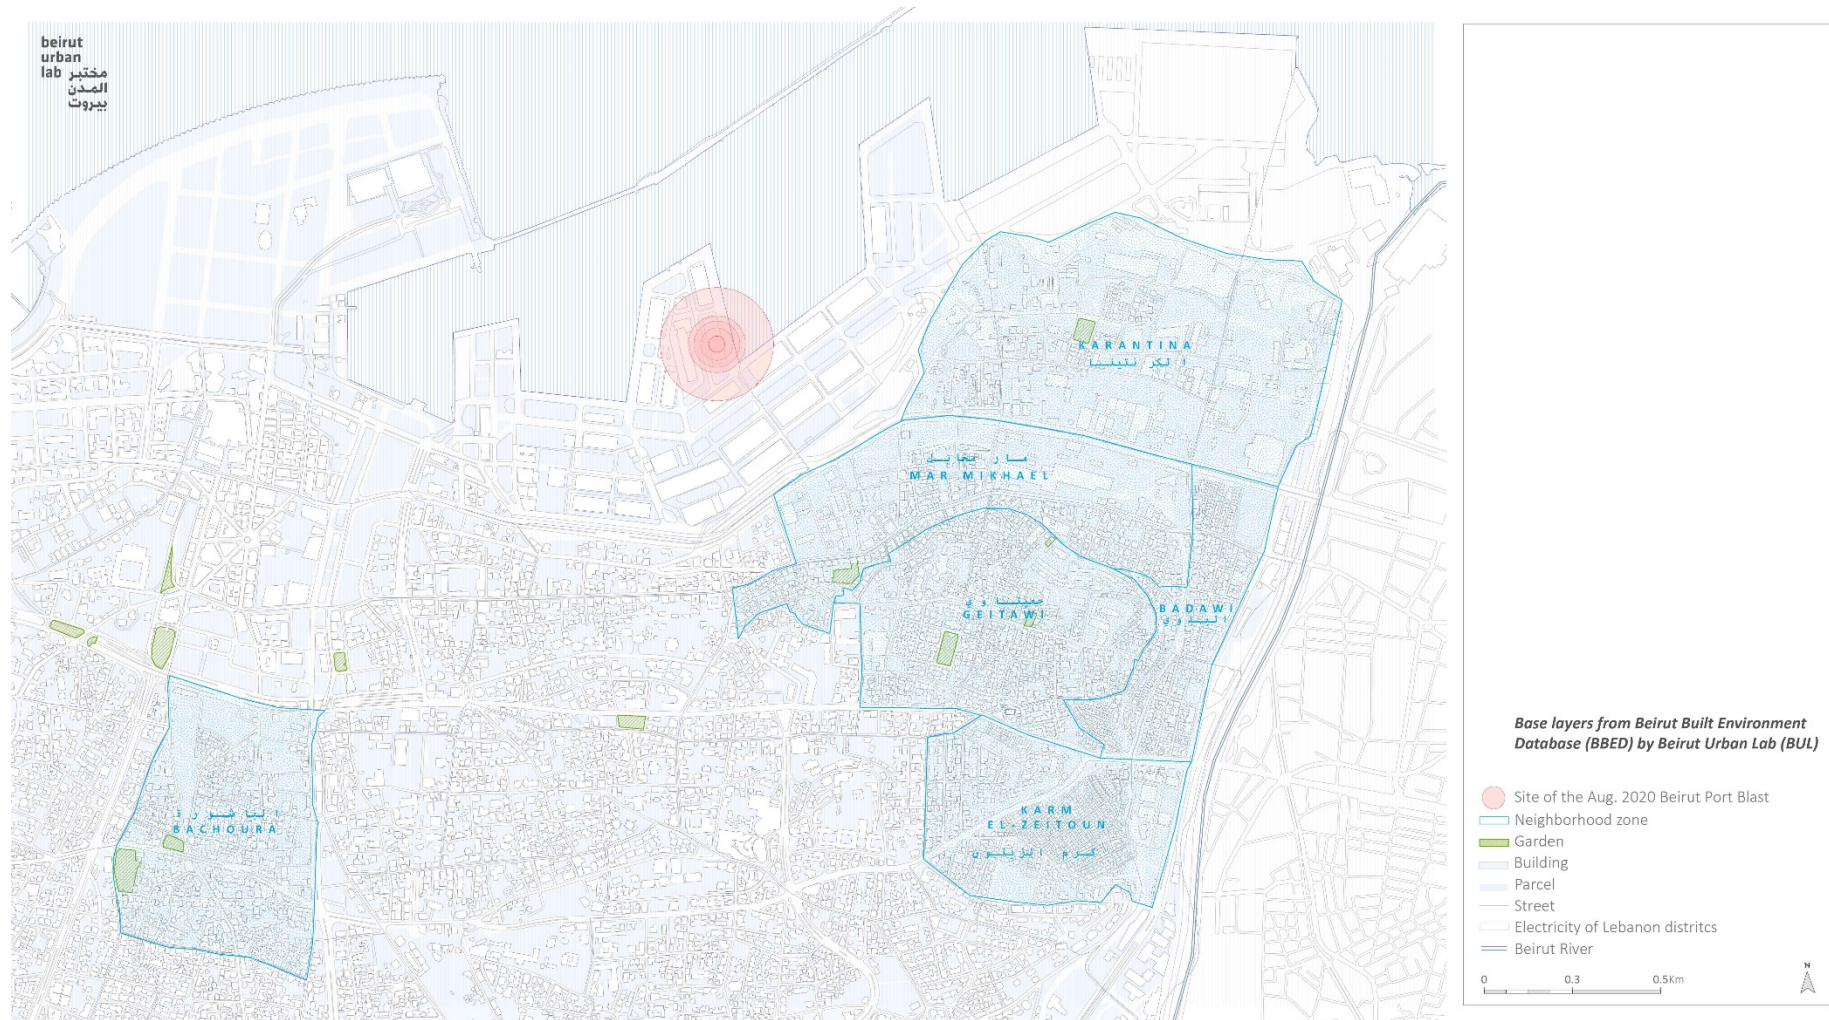 beirut
urban
lab مختبر
المدن
بيروت
KARANTINA
الكرنتينا
مار مخايل
MAR MIKHAEL
جعيتاوي
GEITAWI
BADAWI
البدوي
الباشورة
BACHOURA
KARM
EL-ZEITOUN
كرم الزيتون
Base layers from Beirut Built Environment
Database (BBED) by Beirut Urban Lab (BUL)
Site of the Aug. 2020 Beirut Port Blast
Neighborhood zone
Garden
Building
Parcel
Street
Electricity of Lebanon distritcs
Beirut River
N
0 0.3 0.5Km